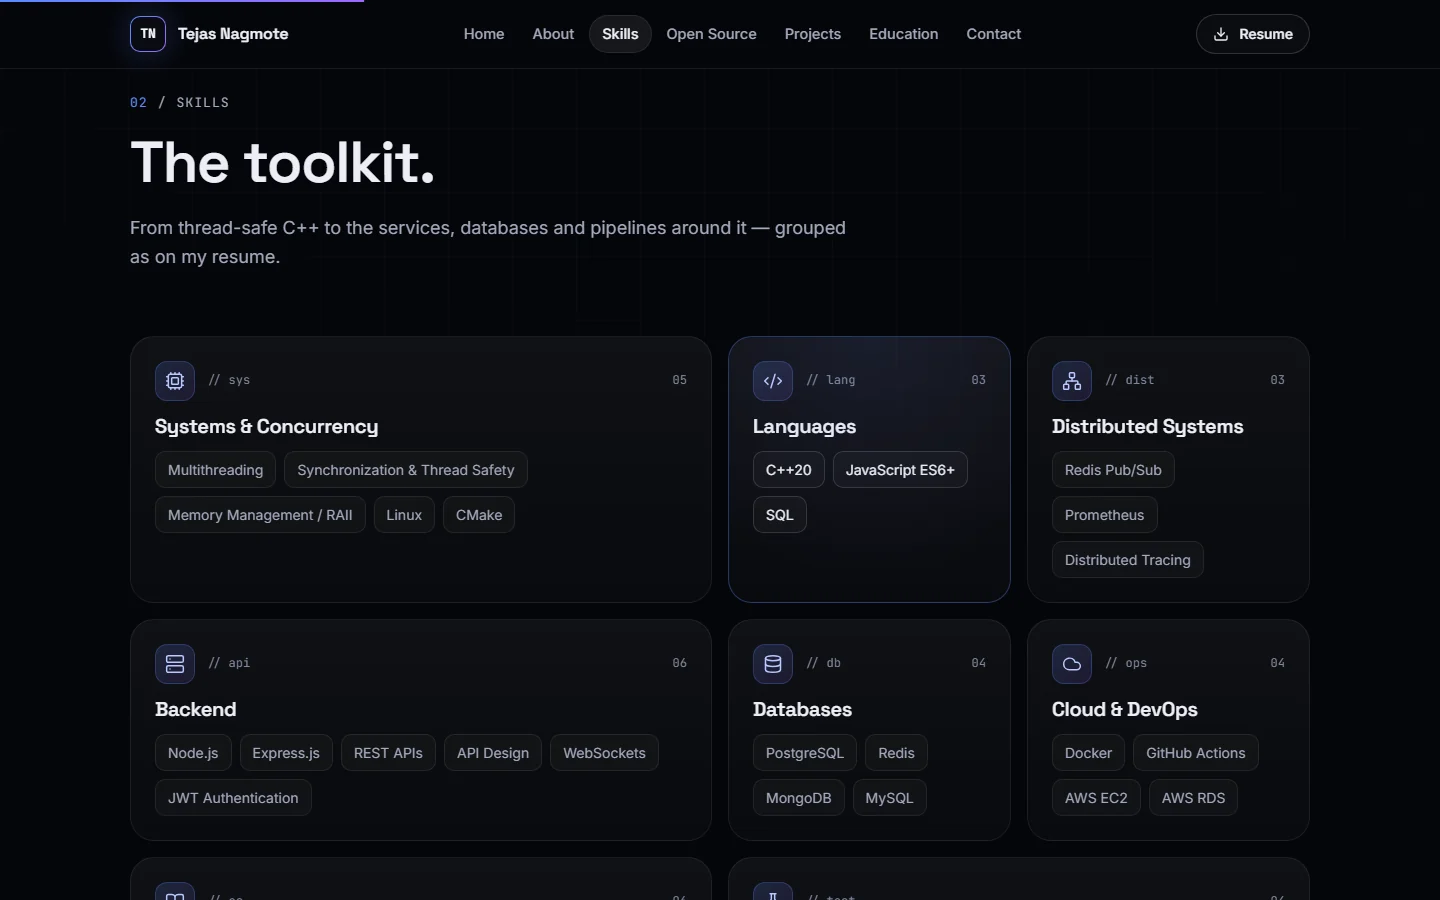 TN Tejas Nagmote Home About Skills Open Source Projects Education Contact Resume
02 / SKILLS
The toolkit.
From thread-safe C++ to the services, databases and pipelines around it — grouped
as on my resume.
// sys 05
Systems & Concurrency
Multithreading Synchronization & Thread Safety
Memory Management / RAII Linux CMake
// lang 03
Languages
C++20 JavaScript ES6+
SQL
// dist 03
Distributed Systems
Redis Pub/Sub
Prometheus
Distributed Tracing
// api 06
Backend
Node.js Express.js REST APIs API Design WebSockets
JWT Authentication
// db 04
Databases
PostgreSQL Redis
MongoDB MySQL
// ops 04
Cloud & DevOps
Docker GitHub Actions
AWS EC2 AWS RDS